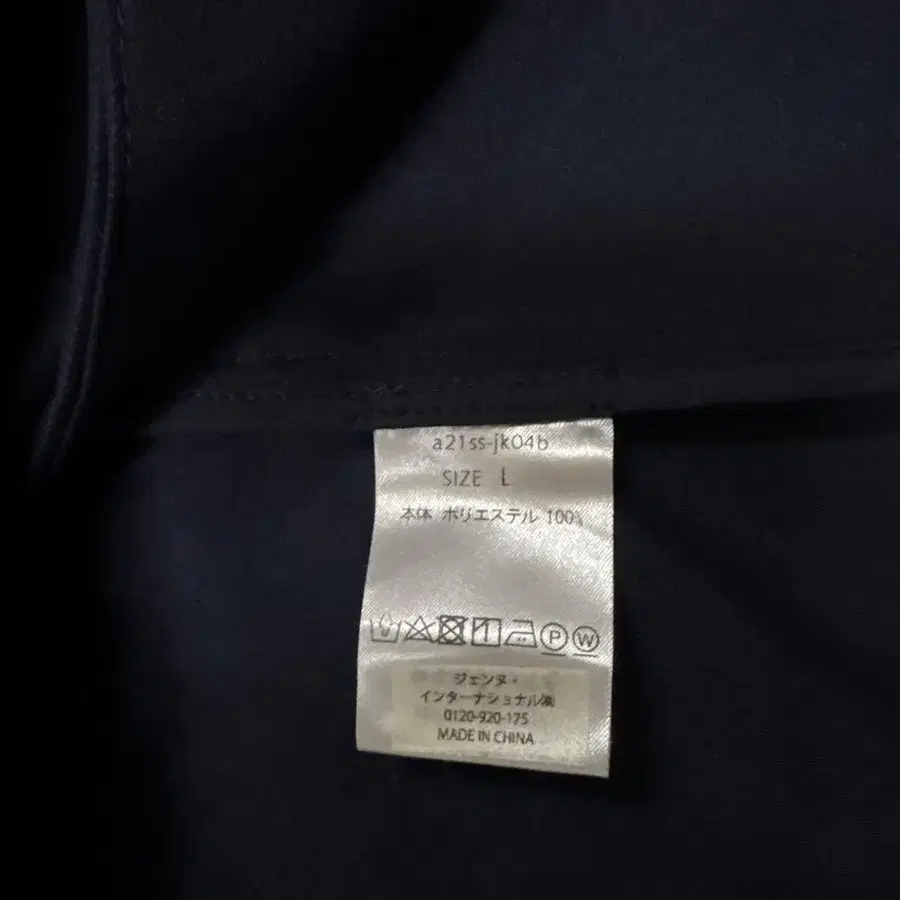 a21ss-jk04b
SIZE L
本体 ポリエステル 100%
P W
ジェンヌ・
インターナショナル㈱
0120-920-175
MADE IN CHINA